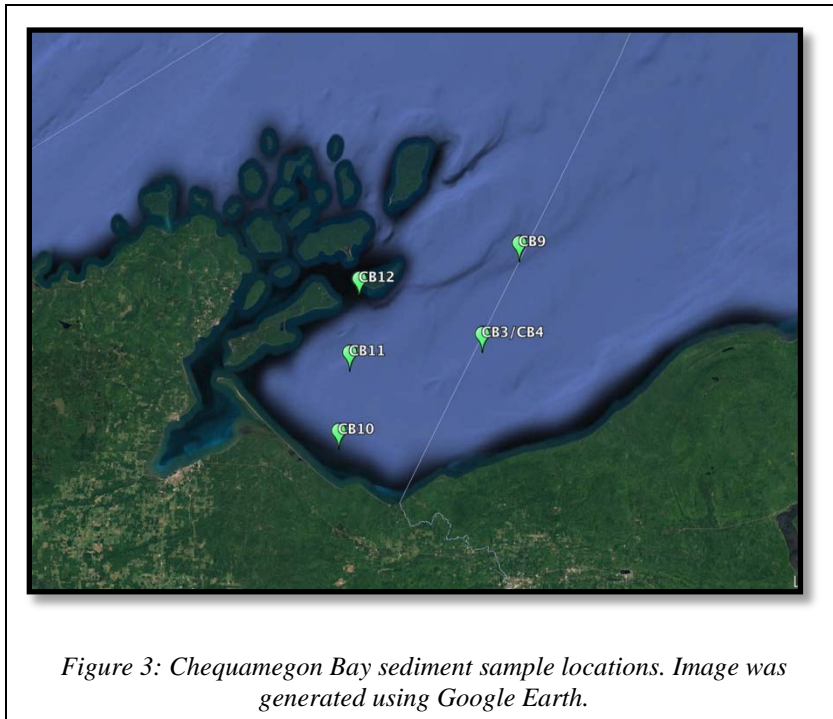 CB9
CB12
CB3/CB4
CB11
CB10
Figure 3: Chequamegon Bay sediment sample locations. Image was
generated using Google Earth.